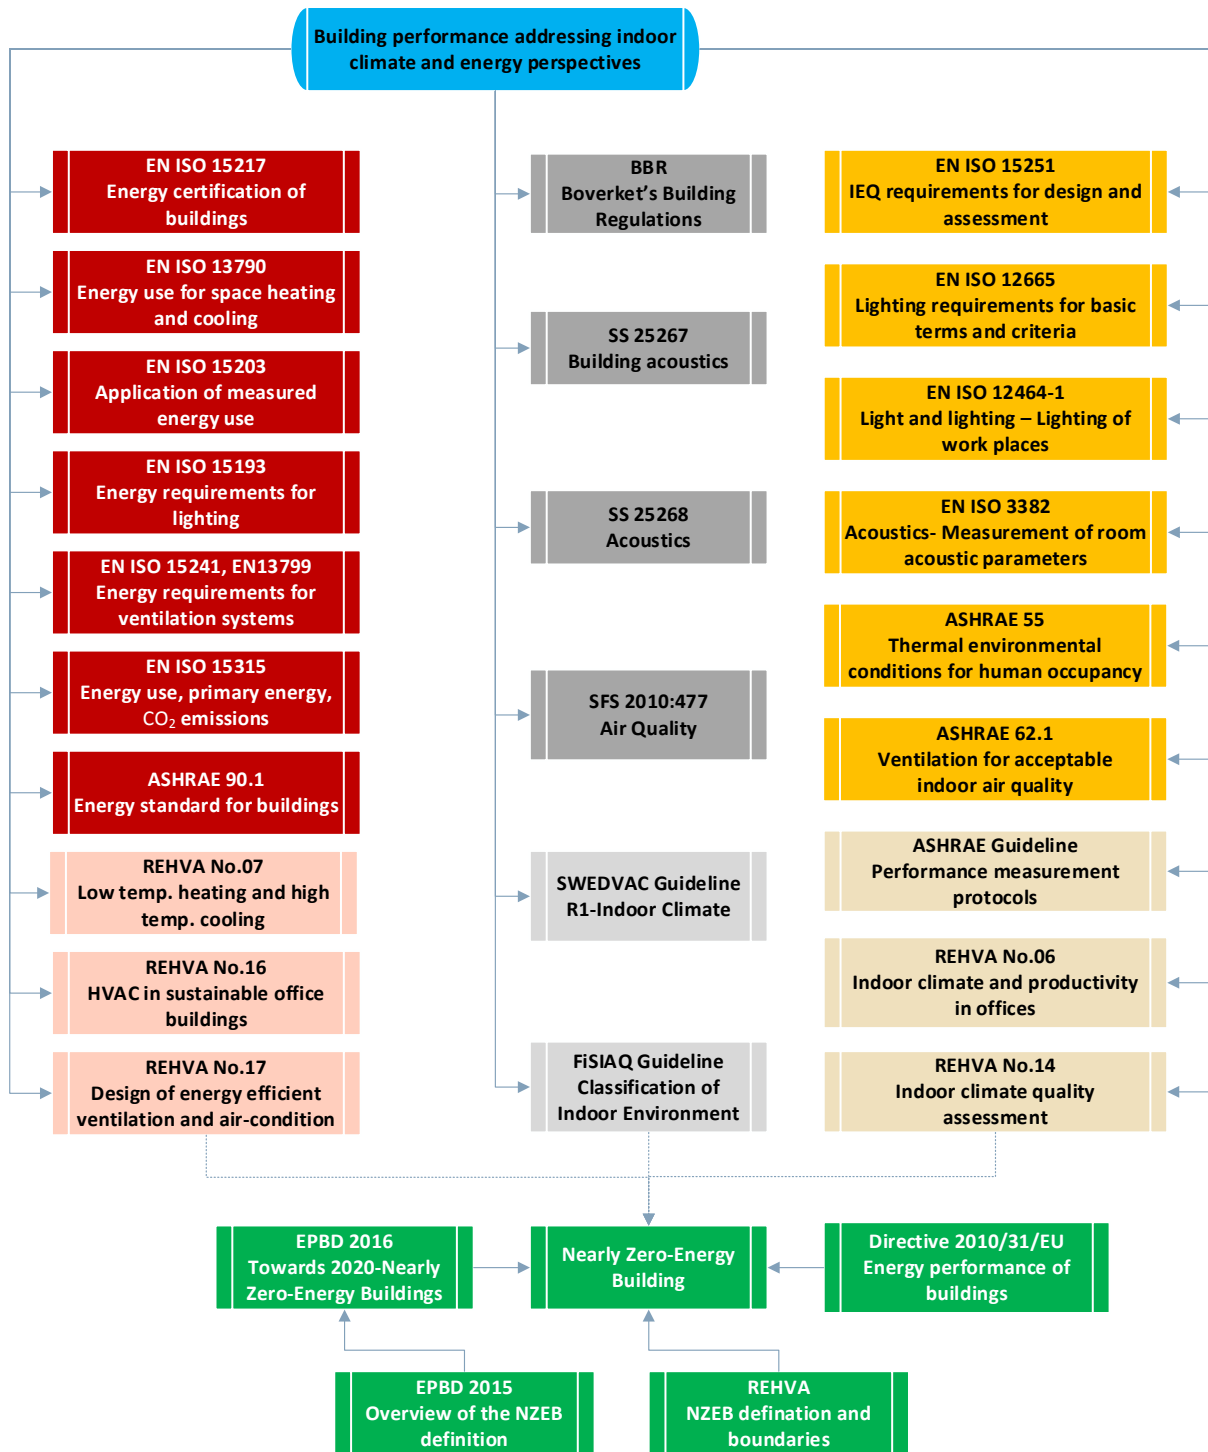 Building performance addressing indoor
climate and energy perspectives
EN ISO 15217
Energy certification of
buildings
EN ISO 13790
Energy use for space heating
and cooling
EN ISO 15203
Application of measured
energy use
EN ISO 15193
Energy requirements for
lighting
EN ISO 15241, EN13799
Energy requirements for
ventilation systems
EN ISO 15315
Energy use, primary energy,
CO₂ emissions
ASHRAE 90.1
Energy standard for buildings
REHVA No.07
Low temp. heating and high
temp. cooling
REHVA No.16
HVAC in sustainable office
buildings
REHVA No.17
Design of energy efficient
ventilation and air-condition
BBR
Boverket’s Building
Regulations
SS 25267
Building acoustics
SS 25268
Acoustics
SFS 2010:477
Air Quality
SWEDVAC Guideline
R1-Indoor Climate
FiSIAQ Guideline
Classification of
Indoor Environment
EN ISO 15251
IEQ requirements for design and
assessment
EN ISO 12665
Lighting requirements for basic
terms and criteria
EN ISO 12464-1
Light and lighting – Lighting of
work places
EN ISO 3382
Acoustics- Measurement of room
acoustic parameters
ASHRAE 55
Thermal environmental
conditions for human occupancy
ASHRAE 62.1
Ventilation for acceptable
indoor air quality
ASHRAE Guideline
Performance measurement
protocols
REHVA No.06
Indoor climate and productivity
in offices
REHVA No.14
Indoor climate quality
assessment
EPBD 2016
Towards 2020-Nearly
Zero-Energy Buildings
Nearly Zero-Energy
Building
Directive 2010/31/EU
Energy performance of
buildings
EPBD 2015
Overview of the NZEB
definition
REHVA
NZEB defination and
boundaries